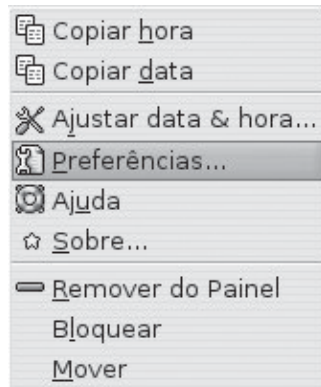 Copiar hora
Copiar data
Ajustar data & hora...
Preferências...
Ajuda
Sobre...
Remover do Painel
Bloquear
Mover